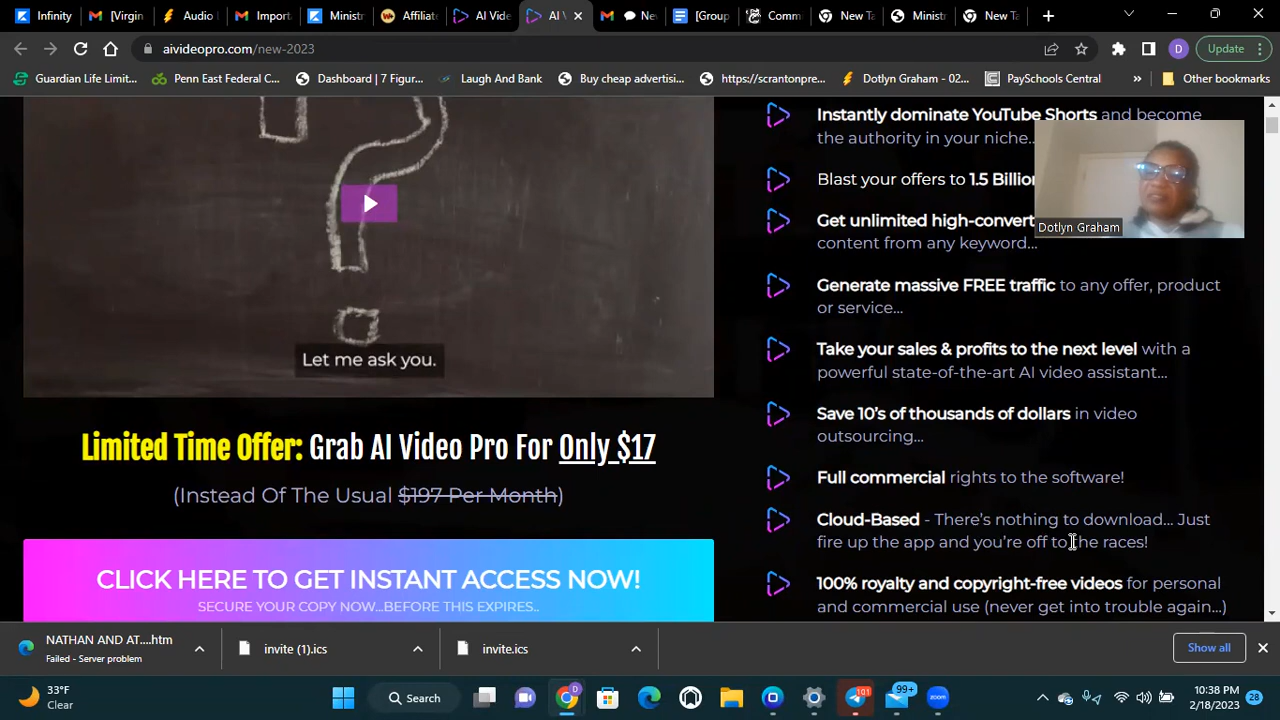 Infinity
[Virgin
Audio
Import
Ministr
Affiliate
AI Vide
AI V
Ne
[Group
Comm
New Ta
Ministr
New Ta
aivideopro.com/new-2023
D
Update
Guardian Life Limit...
Penn East Federal C...
Dashboard | 7 Figur...
Laugh And Bank
Buy cheap advertisi...
https://scrantonpre...
Dotlyn Graham - 02...
PaySchools Central
»
Other bookmarks
Let me ask you.
Limited Time Offer: Grab AI Video Pro For Only $17
(Instead Of The Usual $197 Per Month)
CLICK HERE TO GET INSTANT ACCESS NOW!
SECURE YOUR COPY NOW...BEFORE THIS EXPIRES..
Instantly dominate YouTube Shorts and become
the authority in your niche...
Blast your offers to 1.5 Billion
Get unlimited high-convert
content from any keyword...
Generate massive FREE traffic to any offer, product
or service...
Take your sales & profits to the next level with a
powerful state-of-the-art AI video assistant...
Save 10's of thousands of dollars in video
outsourcing...
Full commercial rights to the software!
Cloud-Based - There's nothing to download... Just
fire up the app and you're off to the races!
100% royalty and copyright-free videos for personal
and commercial use (never get into trouble again...)
Dotlyn Graham
NATHAN AND AT....htm
Failed - Server problem
invite (1).ics
invite.ics
Show all
33°F
Clear
Search
D
101
99+
zoom
10:38 PM
2/18/2023
28